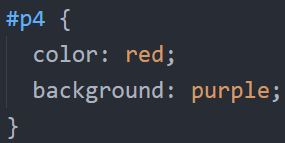 #p4 {
  color: red;
  background: purple;
}